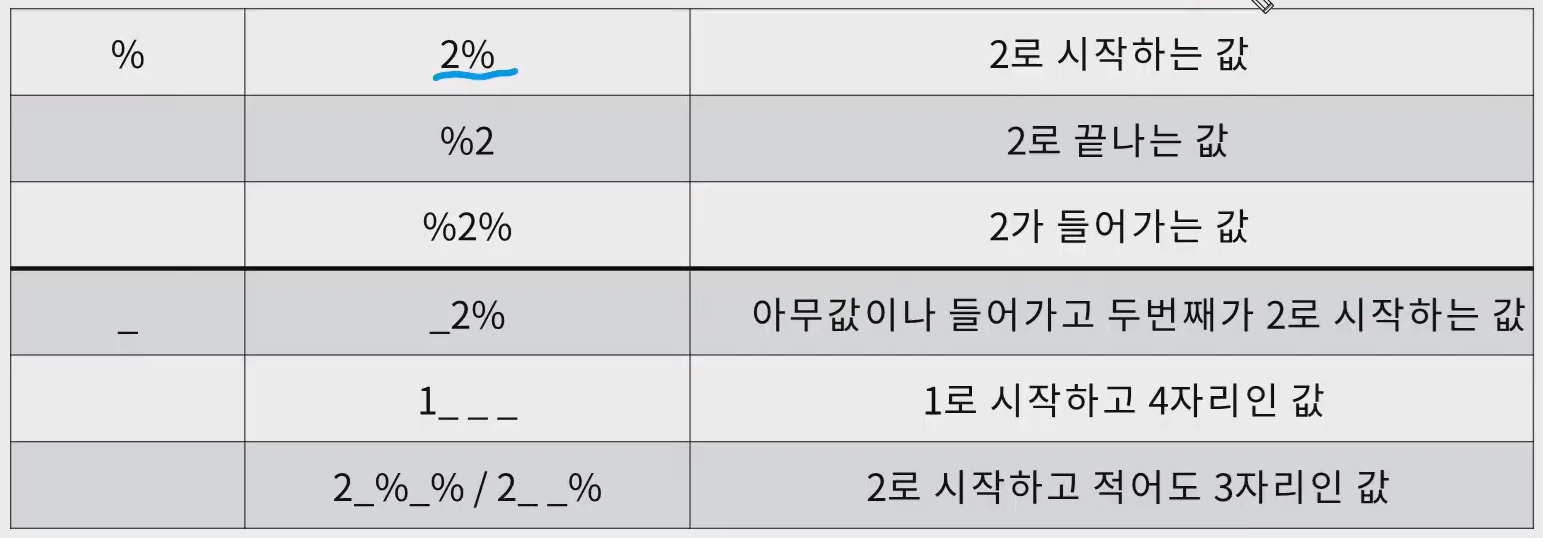 % 2% 2로 시작하는 값
%2 2로 끝나는 값
%2% 2가 들어가는 값
_ _2% 아무값이나 들어가고 두번째가 2로 시작하는 값
1_ _ _ 1로 시작하고 4자리인 값
2_%_% / 2_ _% 2로 시작하고 적어도 3자리인 값